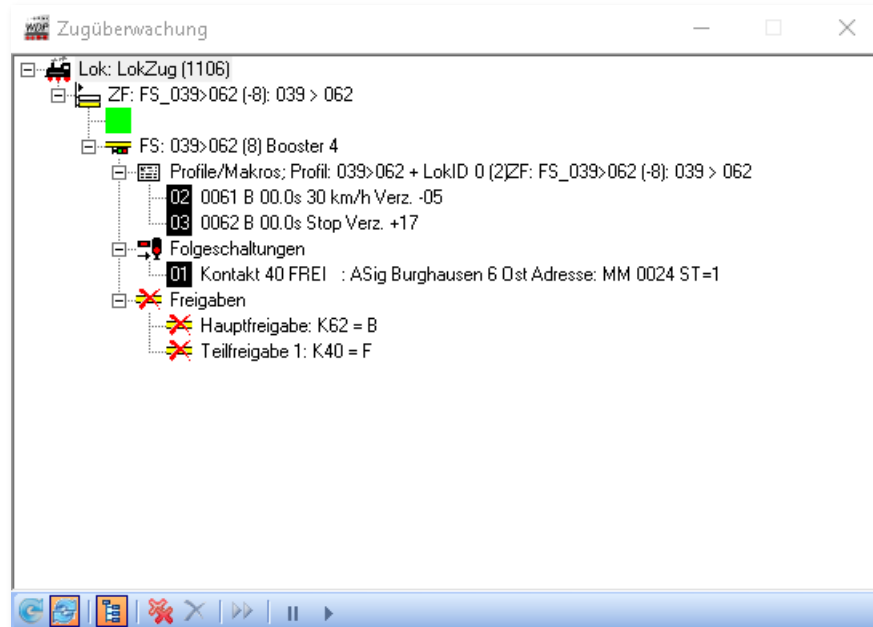 WDP Zugüberwachung
Lok: LokZug (1106)
ZF: FS_039>062 (-8): 039 > 062
FS: 039>062 (8) Booster 4
Profile/Makros; Profil: 039>062 + LokID 0 (2)ZF: FS_039>062 (-8): 039 > 062
02 0061 B 00.0s 30 km/h Verz. -05
03 0062 B 00.0s Stop Verz. +17
Folgeschaltungen
01 Kontakt 40 FREI : ASig Burghausen 6 Ost Adresse: MM 0024 ST=1
Freigaben
Hauptfreigabe: K62 = B
Teilfreigabe 1: K40 = F